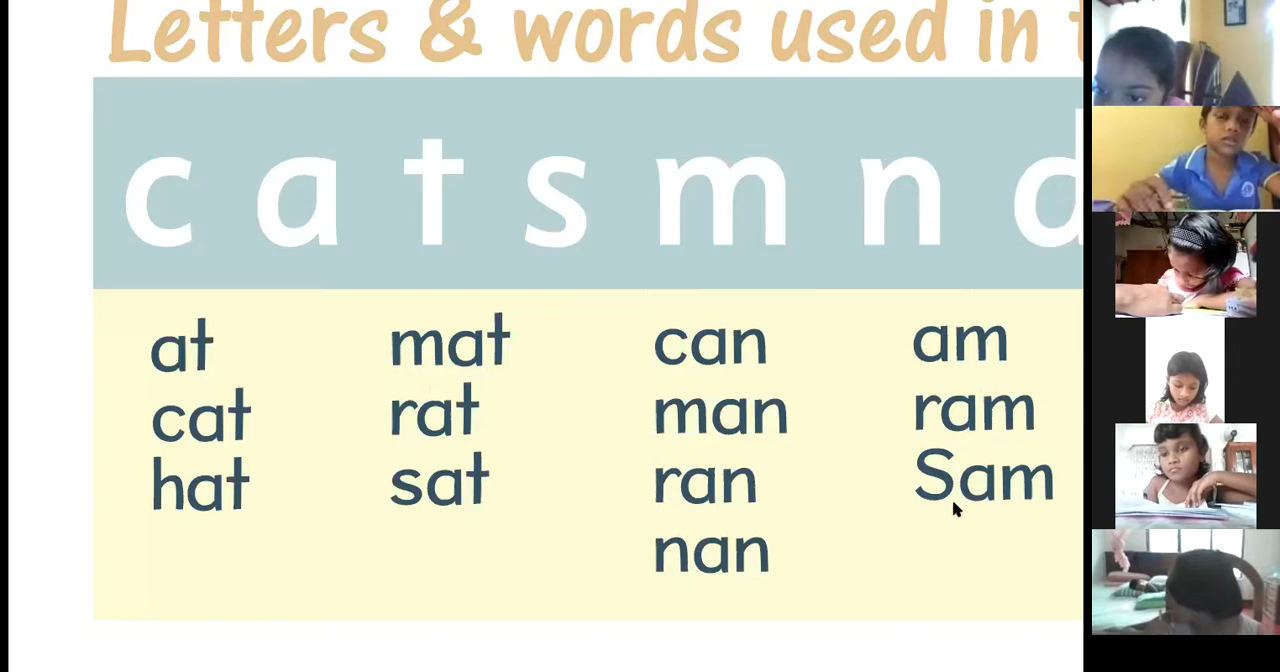 Letters & words used in
c a t s m n d
at mat can am
cat rat man ram
hat sat ran Sam
nan